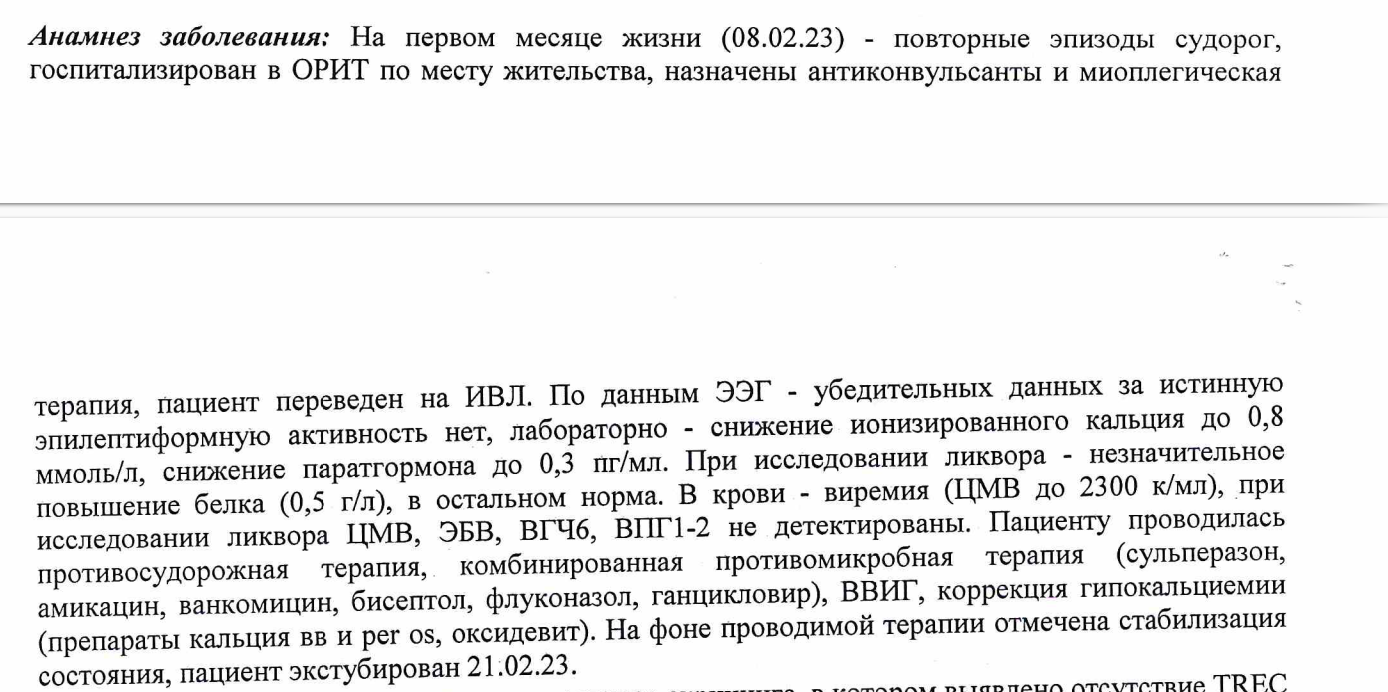 Анамнез заболевания: На первом месяце жизни (08.02.23) - повторные эпизоды судорог,
госпитализирован в ОРИТ по месту жительства, назначены антиконвульсанты и миоплегическая
терапия, пациент переведен на ИВЛ. По данным ЭЭГ - убедительных данных за истинную
эпилептиформную активность нет, лабораторно - снижение ионизированного кальция до 0,8
ммоль/л, снижение паратгормона до 0,3 пг/мл. При исследовании ликвора - незначительное
повышение белка (0,5 г/л), в остальном норма. В крови - виремия (ЦМВ до 2300 к/мл), при
исследовании ликвора ЦМВ, ЭБВ, ВГЧ6, ВПГ1-2 не детектированы. Пациенту проводилась
противосудорожная терапия, комбинированная противомикробная терапия (сульперазон,
амикацин, ванкомицин, бисептол, флуконазол, ганцикловир), ВВИГ, коррекция гипокальциемии
(препараты кальция вв и per os, оксидевит). На фоне проводимой терапии отмечена стабилизация
состояния, пациент экстубирован 21.02.23.
в котором выявлено отсутствие TREC